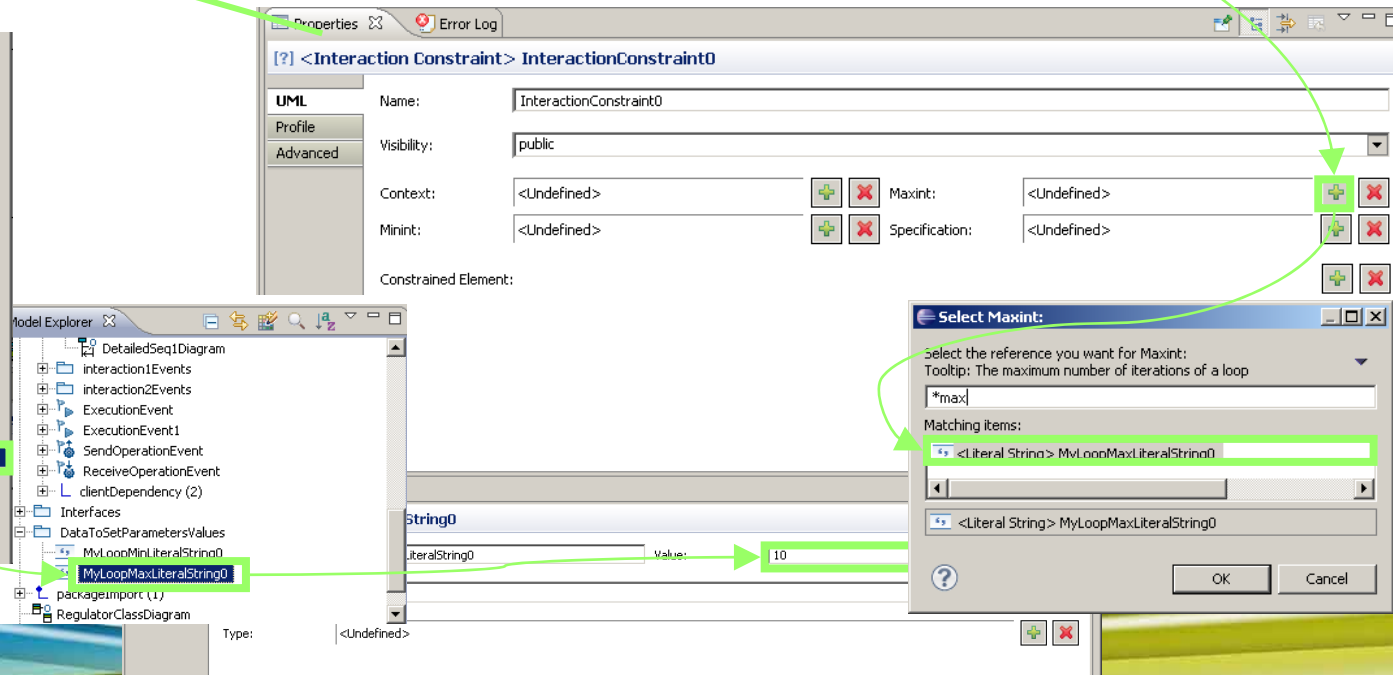 Properties Error Log
[?] <Interaction Constraint> InteractionConstraint0
UML
Profile
Advanced
Name: InteractionConstraint0
Visibility: public
Context: <Undefined> Maxint: <Undefined>
Minint: <Undefined> Specification: <Undefined>
Constrained Element:
Model Explorer
DetailedSeq1Diagram
interaction1Events
interaction2Events
ExecutionEvent
ExecutionEvent1
SendOperationEvent
ReceiveOperationEvent
clientDependency (2)
Interfaces
DataToSetParametersValues
MyLoopMinLiteralString0
MyLoopMaxLiteralString0
packageImport (1)
RegulatorClassDiagram
String0
LiteralString0 Value: 10
Type: <Undefined>
Select Maxint:
Select the reference you want for Maxint:
Tooltip: The maximum number of iterations of a loop
*max
Matching items:
<Literal String> MyLoopMaxLiteralString0
<Literal String> MyLoopMaxLiteralString0
OK Cancel